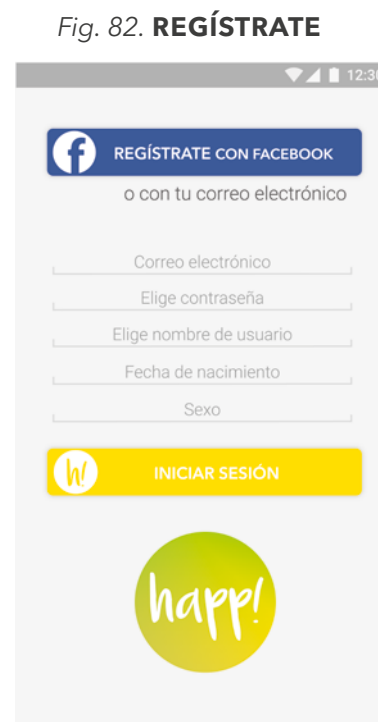 Fig. 82. REGÍSTRATE
12:30
REGÍSTRATE CON FACEBOOK
o con tu correo electrónico
Correo electrónico
Elige contraseña
Elige nombre de usuario
Fecha de nacimiento
Sexo
h! INICIAR SESIÓN
happ!